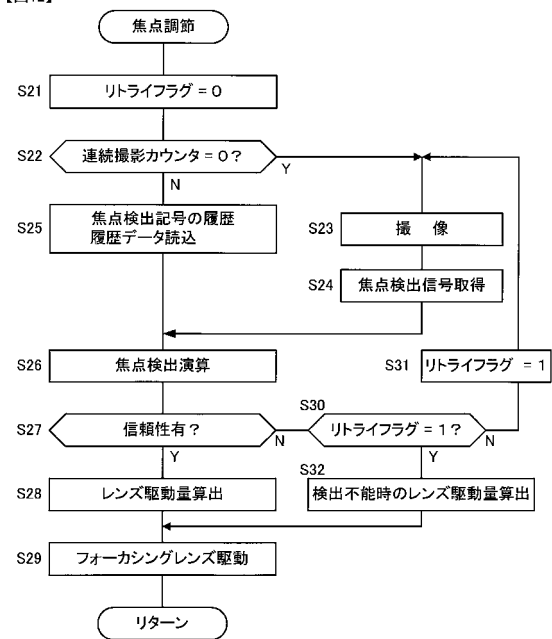 焦点調節
S21 リトライフラグ = 0
S22 連続撮影カウンタ = 0?
Y
N
S25 焦点検出記号の履歴
履歴データ読込
S23 撮 像
S24 焦点検出信号取得
S26 焦点検出演算
S31 リトライフラグ = 1
S27 信頼性有?
N
Y
S30
リトライフラグ = 1?
N
Y
S28 レンズ駆動量算出
S32
検出不能時のレンズ駆動量算出
S29 フォーカシングレンズ駆動
リターン